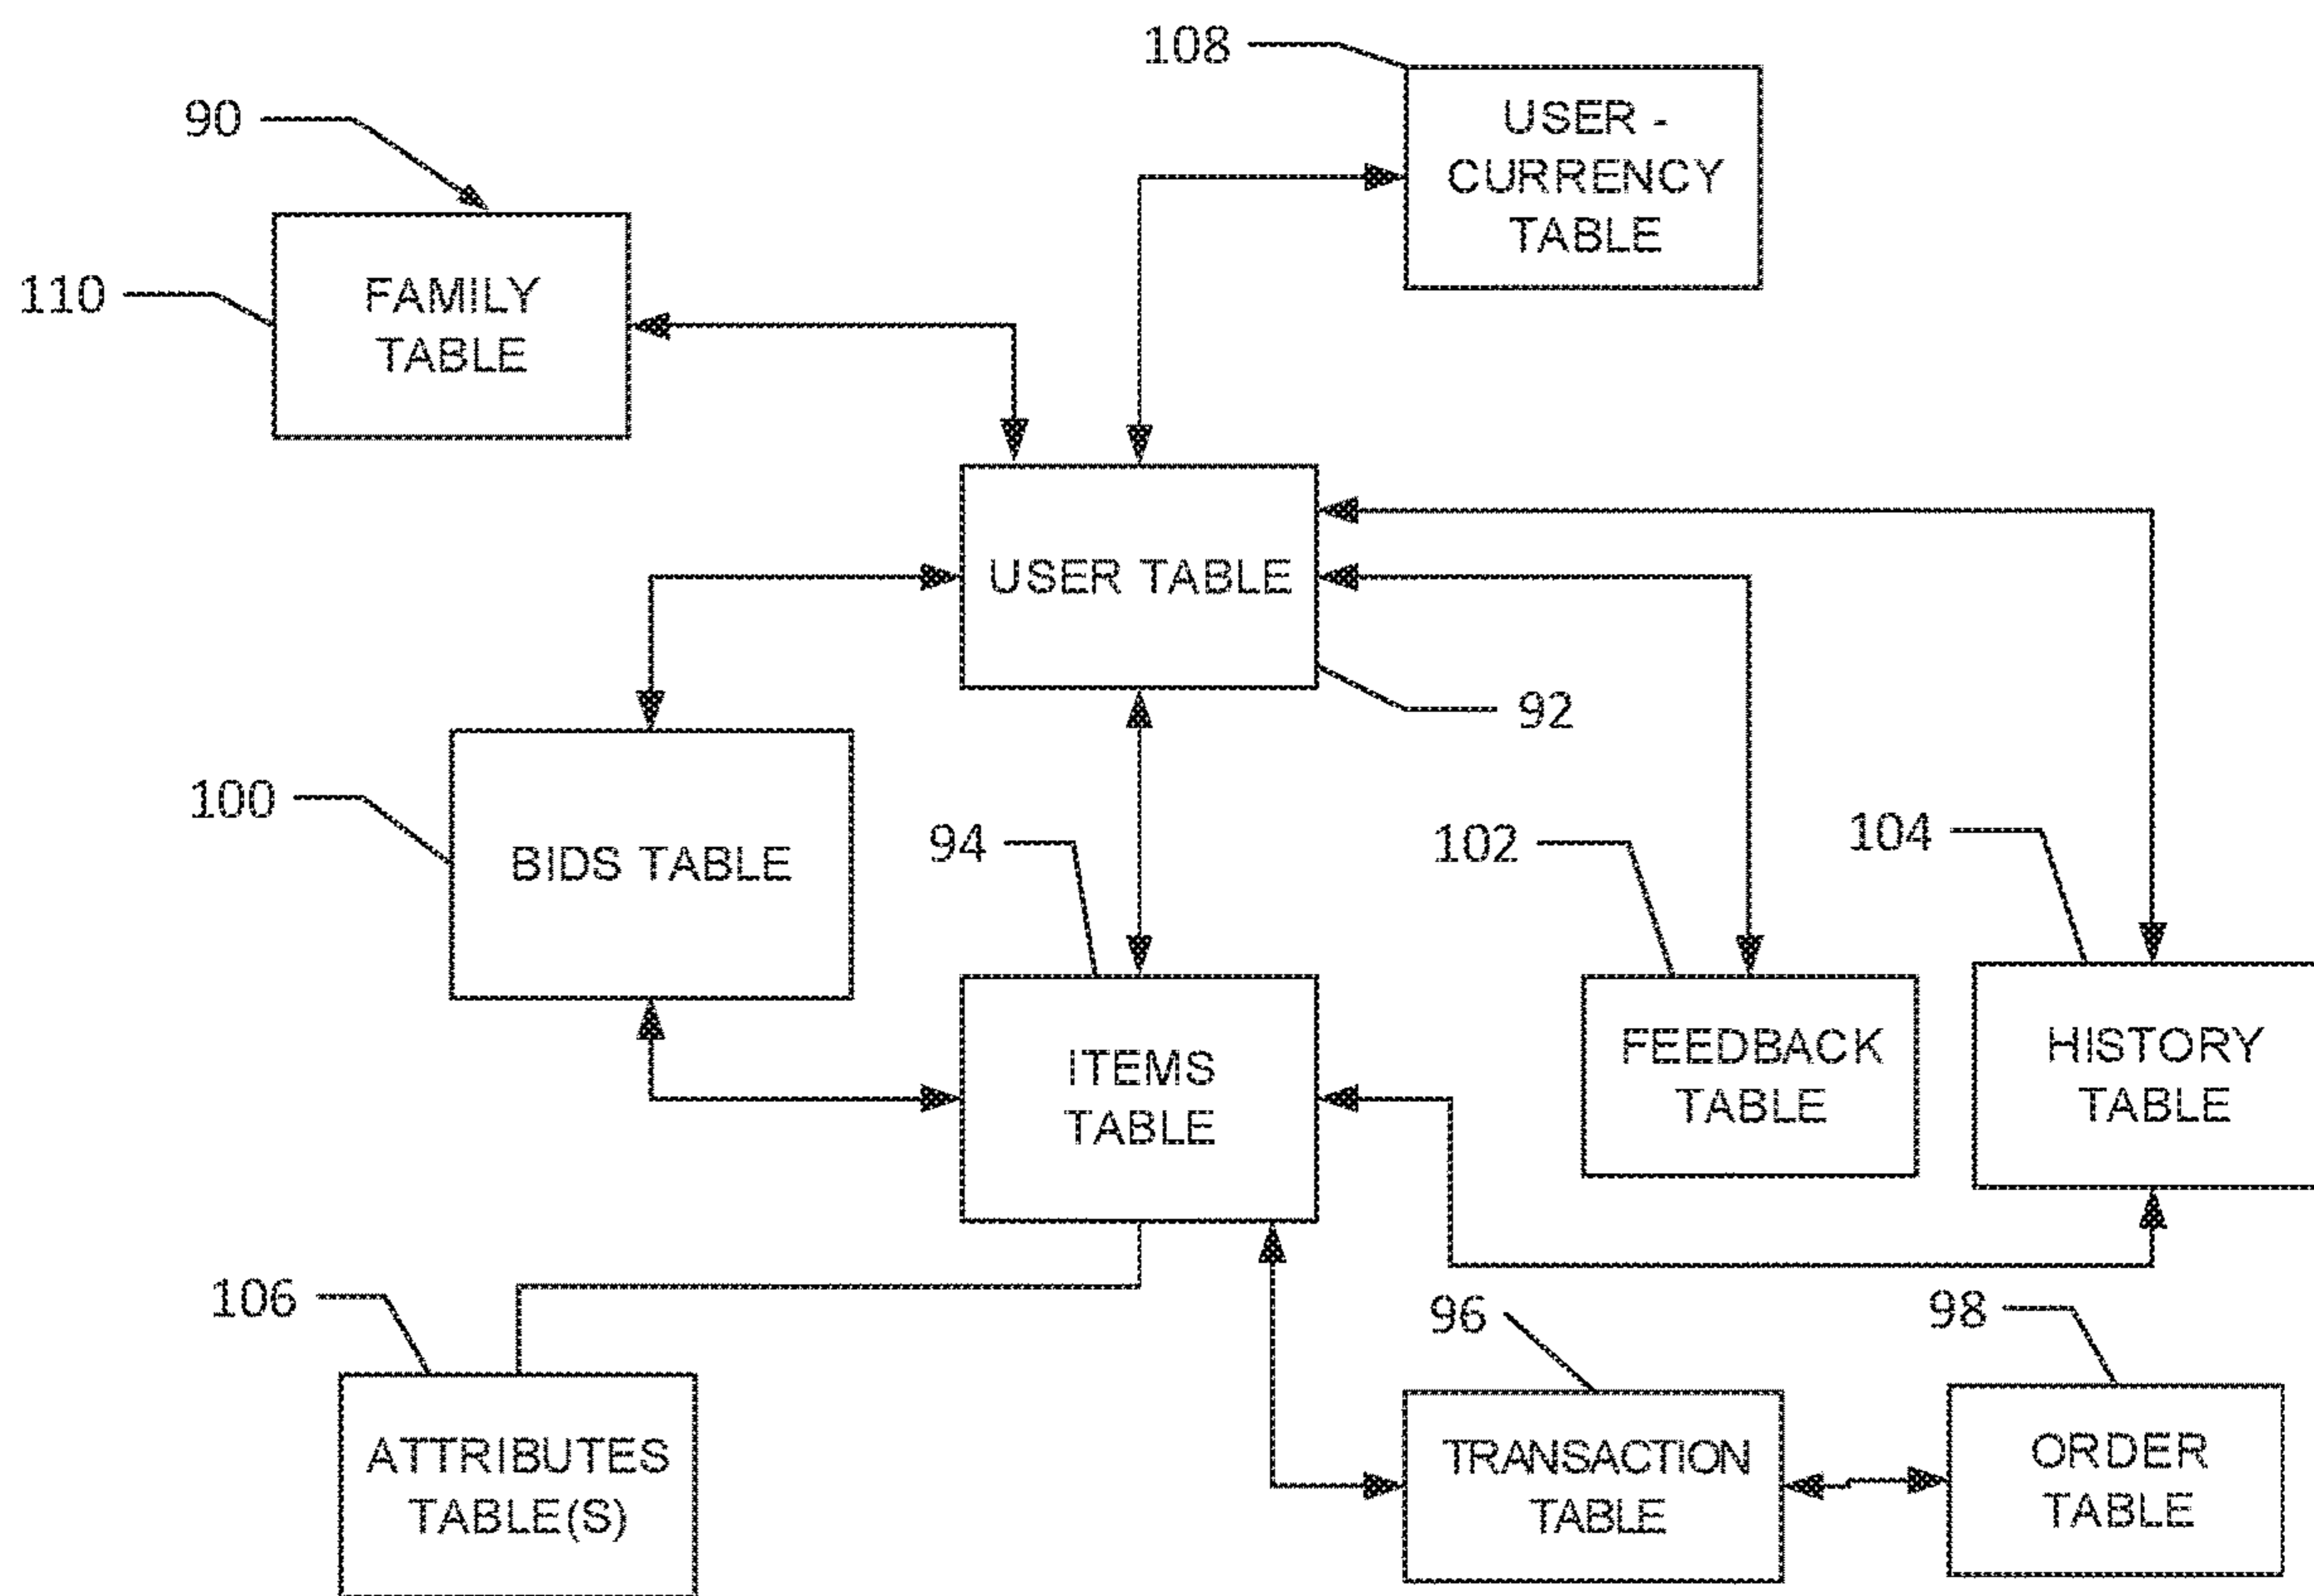 108
USER -
CURRENCY
TABLE
90
110
FAMILY
TABLE
USER TABLE
92
100
BIDS TABLE
94
102
104
ITEMS
TABLE
FEEDBACK
TABLE
HISTORY
TABLE
106
96
98
ATTRIBUTES
TABLE(S)
TRANSACTION
TABLE
ORDER
TABLE